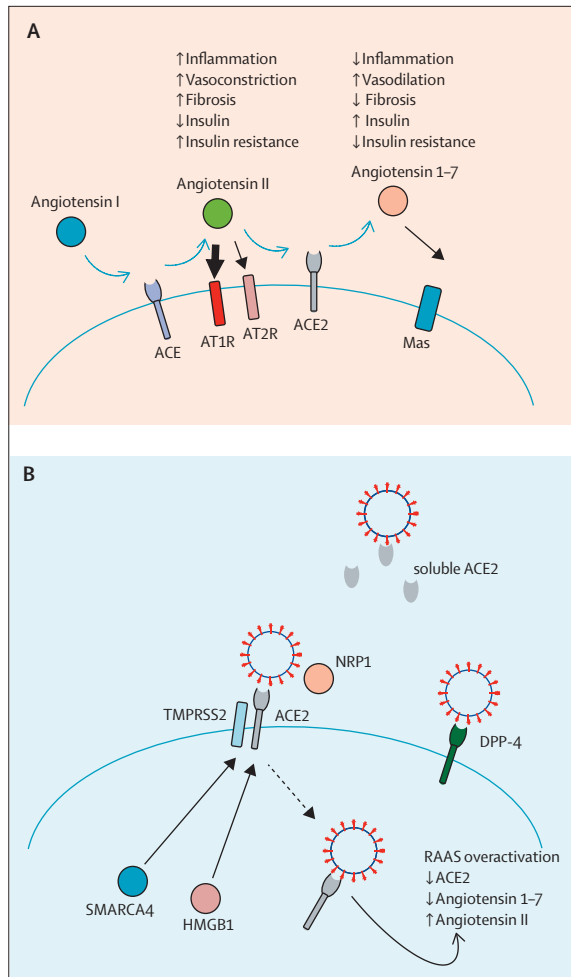 A
↑Inflammation
↑Vasoconstriction
↑Fibrosis
↓Insulin
↑Insulin resistance
↓Inflammation
↑Vasodilation
↓ Fibrosis
↑ Insulin
↓Insulin resistance
Angiotensin I
Angiotensin II
Angiotensin 1–7
ACE
AT1R
AT2R
ACE2
Mas
B
soluble ACE2
NRP1
TMPRSS2
ACE2
DPP-4
SMARCA4
HMGB1
RAAS overactivation
↓ACE2
↓Angiotensin 1–7
↑Angiotensin II